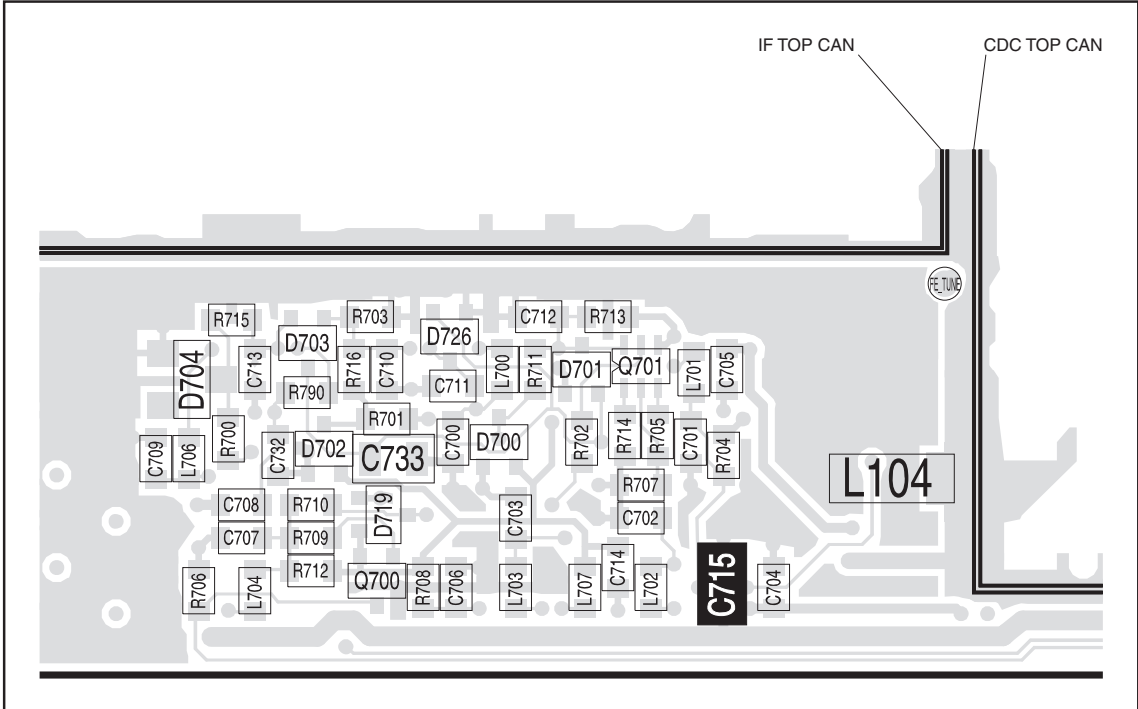 IF TOP CAN
CDC TOP CAN
FE_TUNE
R715
R703
D726
C712
R713
D703
D704
C713
R716
C710
C711
L700
R711
D701
Q701
L701
C705
R790
R701
C709
L706
R700
C732
D702
C733
C700
D700
R702
R714
R705
C701
R704
L104
C708
R710
D719
C703
R707
C702
C707
R709
R706
L704
R712
Q700
R708
C706
L703
L707
C714
L702
C715
C704